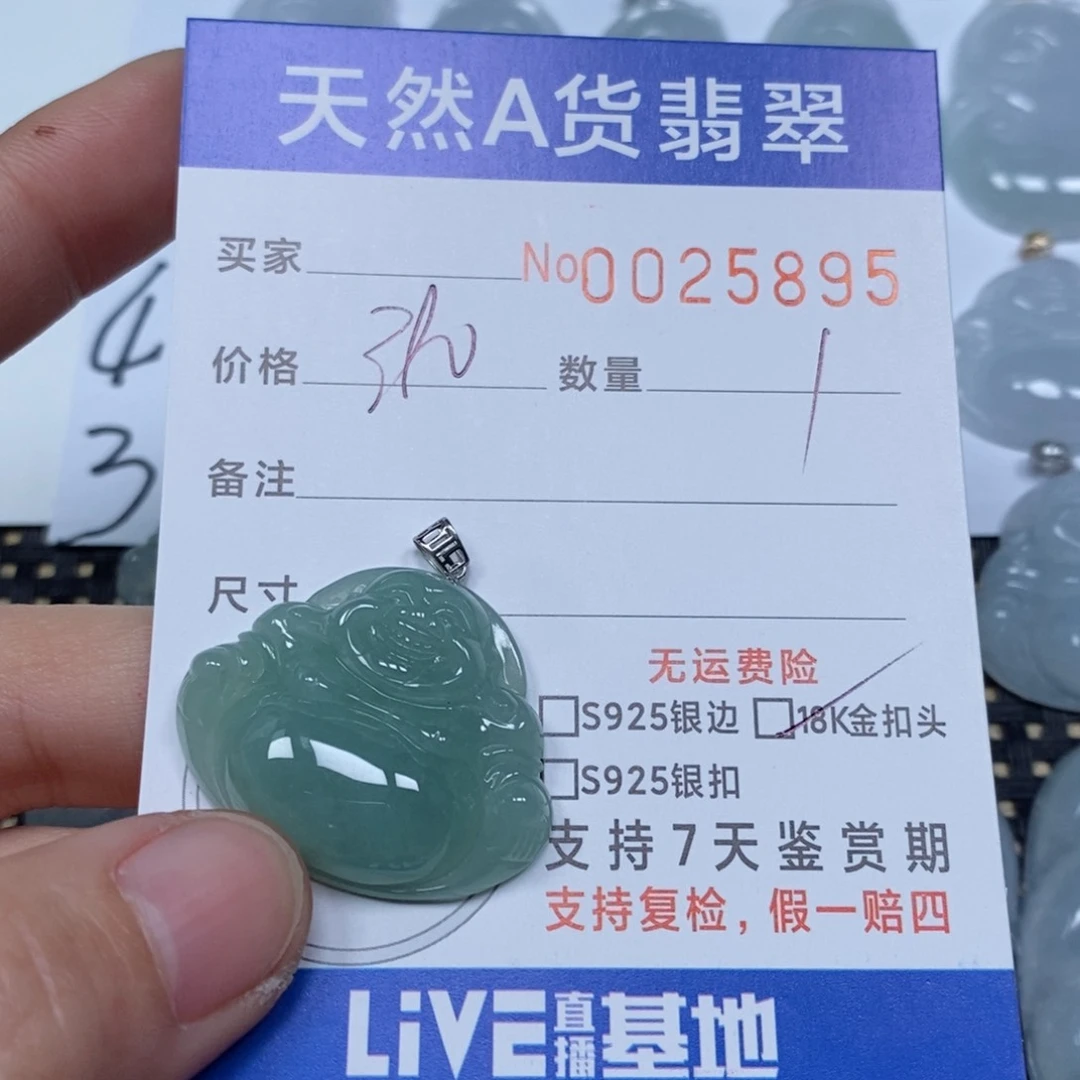 天然A货翡翠
买家 No0025895
价格 数量 1
备注
尺寸
无运费险
□S925银边 □18K金扣头
□S925银扣
支持7天鉴赏期
支持复检，假一赔四
LiVE直播基地
4
3